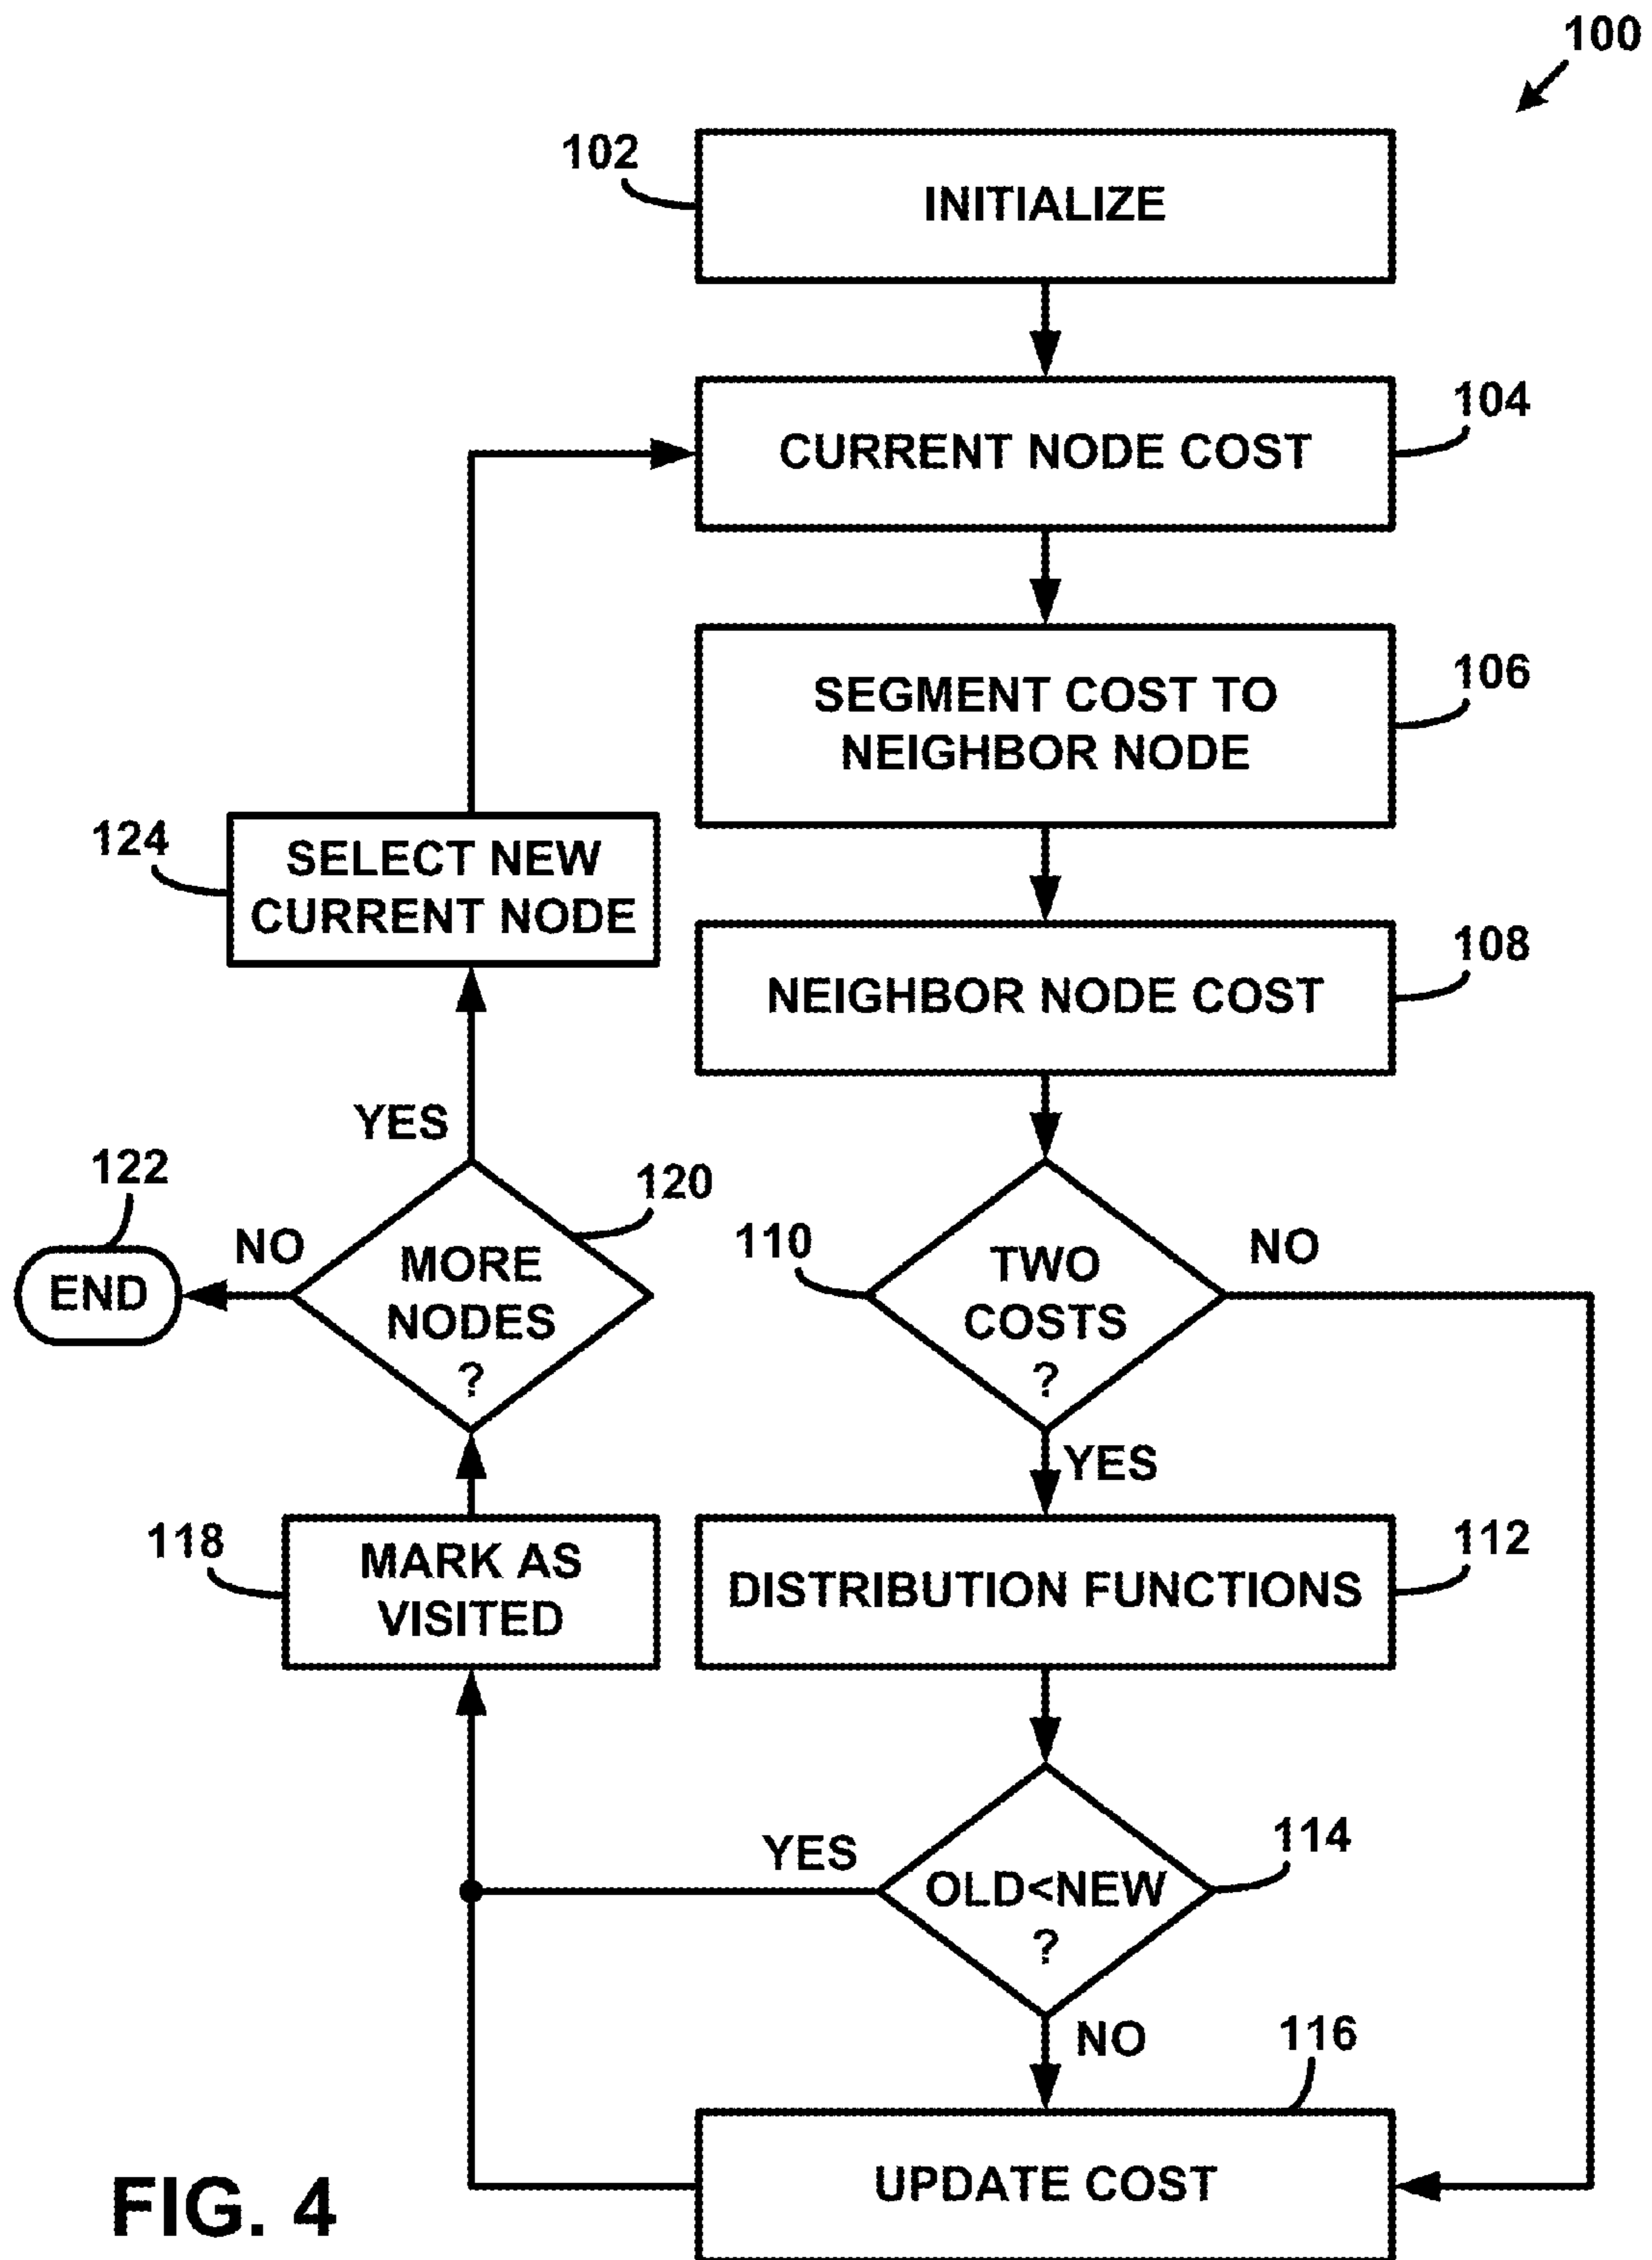 100
102
INITIALIZE
104
CURRENT NODE COST
106
SEGMENT COST TO
NEIGHBOR NODE
124
SELECT NEW
CURRENT NODE
108
NEIGHBOR NODE COST
YES
122
120
110
END
NO
MORE
NODES
?
TWO
COSTS
?
NO
YES
118
MARK AS
VISITED
112
DISTRIBUTION FUNCTIONS
YES
114
OLD<NEW
?
NO
116
UPDATE COST
FIG. 4